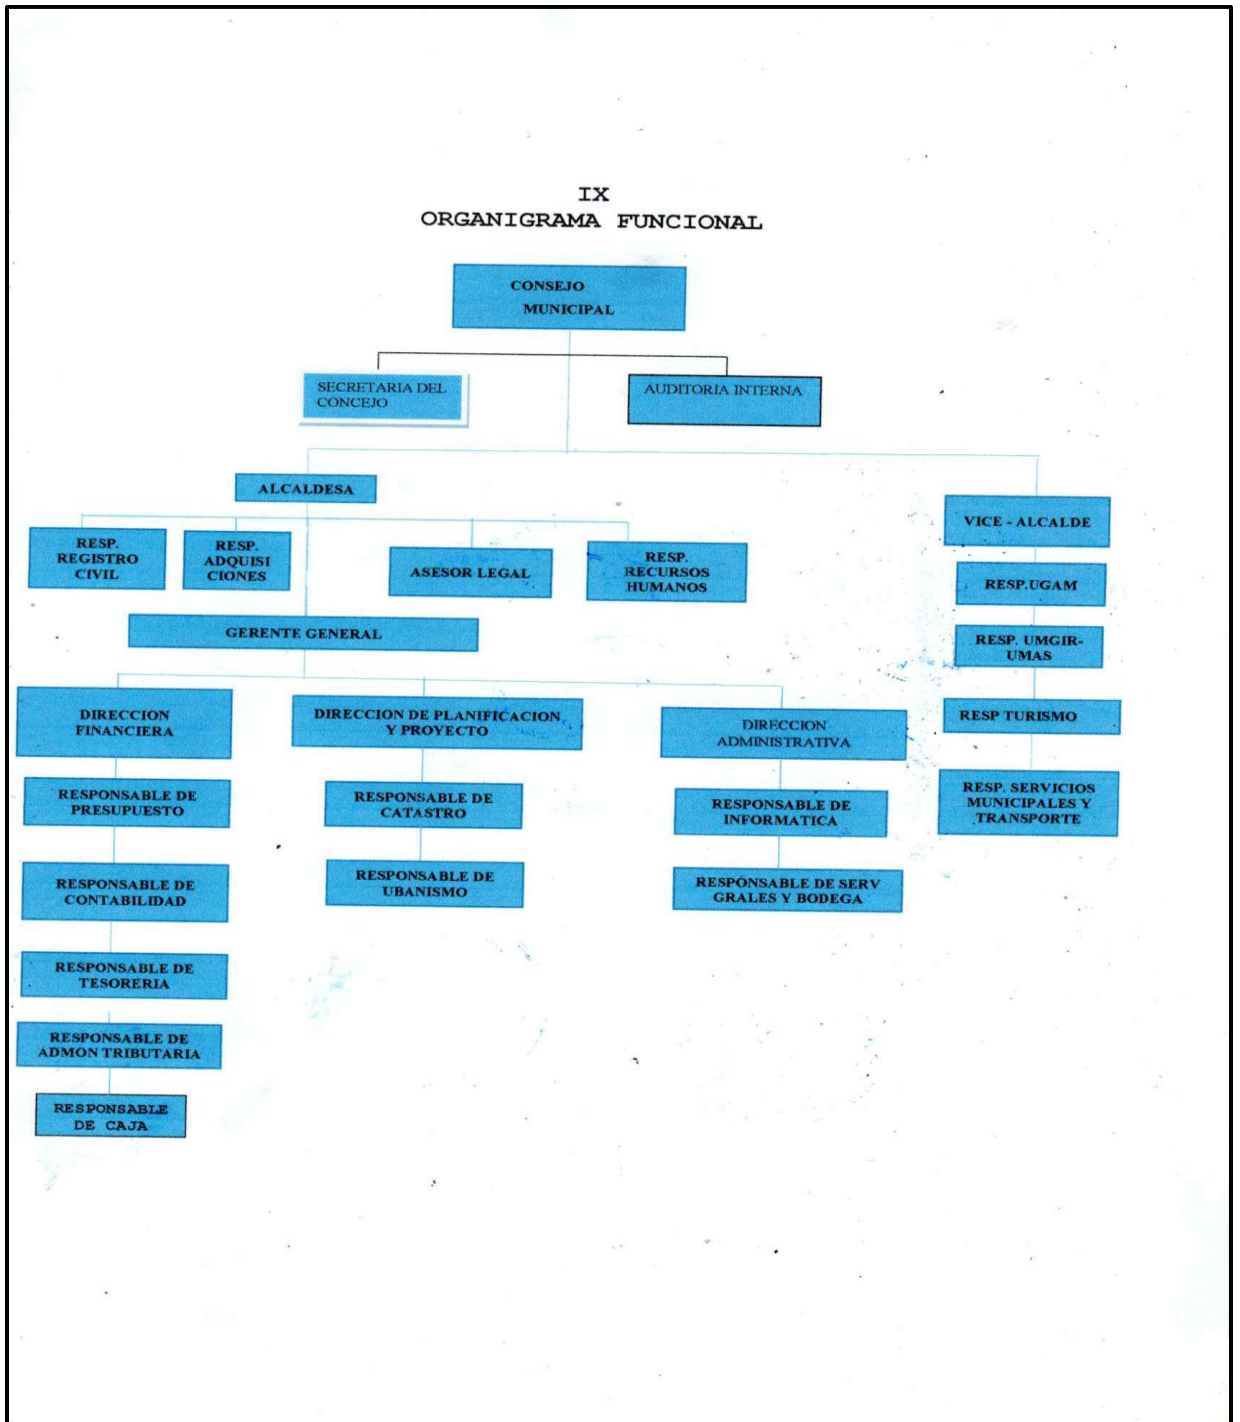 IX
ORGANIGRAMA FUNCIONAL
CONSEJO
MUNICIPAL
SECRETARIA DEL
CONCEJO
AUDITORIA INTERNA
ALCALDESA
VICE - ALCALDE
RESP.
REGISTRO
CIVIL
RESP.
ADQUISI
CIONES
ASESOR LEGAL
RESP.
RECURSOS
HUMANOS
RESP.UGAM
GERENTE GENERAL
RESP. UMGIR-
UMAS
DIRECCION
FINANCIERA
DIRECCION DE PLANIFICACION
Y PROYECTO
DIRECCION
ADMINISTRATIVA
RESP TURISMO
RESPONSABLE DE
PRESUPUESTO
RESPONSABLE DE
CATASTRO
RESPONSABLE DE
INFORMATICA
RESP. SERVICIOS
MUNICIPALES Y
TRANSPORTE
RESPONSABLE DE
CONTABILIDAD
RESPONSABLE DE
UBANISMO
RESPONSABLE DE SERV
GRALES Y BODEGA
RESPONSABLE DE
TESORERIA
RESPONSABLE DE
ADMON TRIBUTARIA
RESPONSABLE
DE CAJA